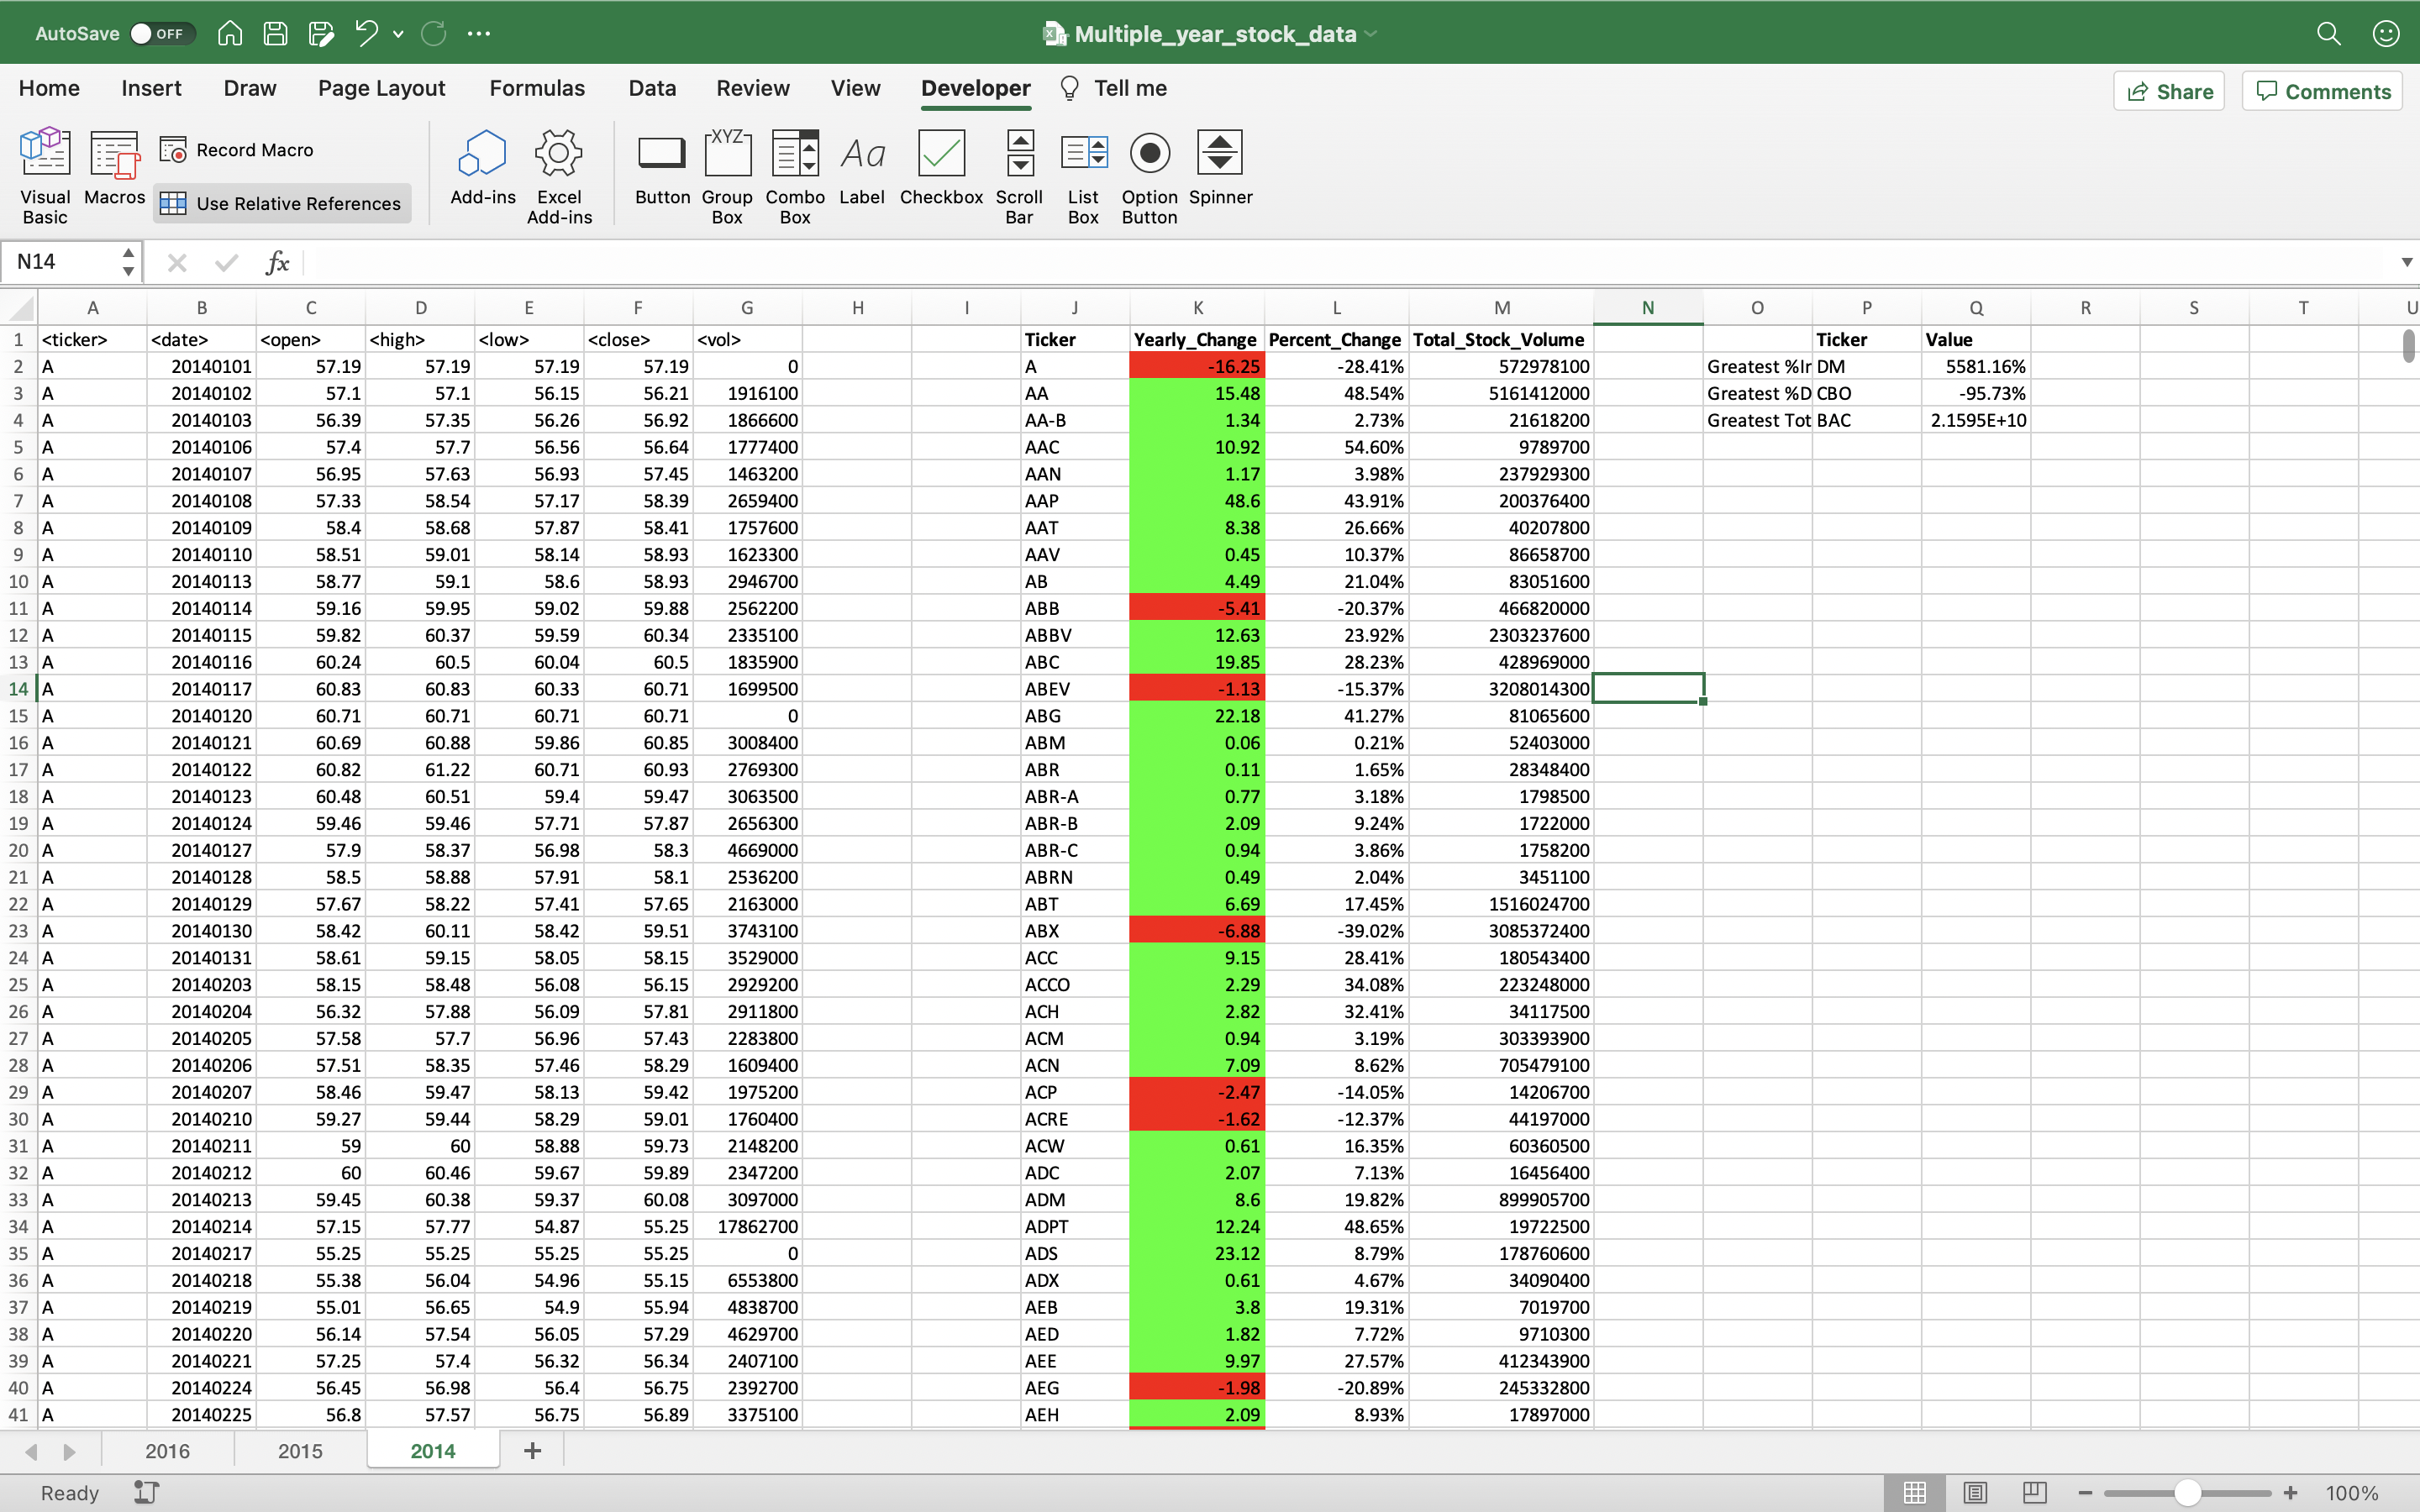 AutoSave OFF Multiple_year_stock_data
Home Insert Draw Page Layout Formulas Data Review View Developer Tell me Share Comments
Visual Basic Macros Record Macro Use Relative References Add-ins Excel Add-ins Button Group Box Combo Box Label Checkbox Scroll Bar List Box Option Button Spinner
XYZ Aa
N14 fx
A B C D E F G H I J K L M N O P Q R S T U
1 <ticker> <date> <open> <high> <low> <close> <vol> Ticker Yearly_Change Percent_Change Total_Stock_Volume Ticker Value
2 A 20140101 57.19 57.19 57.19 57.19 0 A -16.25 -28.41% 572978100 Greatest %Ir DM 5581.16%
3 A 20140102 57.1 57.1 56.15 56.21 1916100 AA 15.48 48.54% 5161412000 Greatest %D CBO -95.73%
4 A 20140103 56.39 57.35 56.26 56.92 1866600 AA-B 1.34 2.73% 21618200 Greatest Tot BAC 2.1595E+10
5 A 20140106 57.4 57.7 56.56 56.64 1777400 AAC 10.92 54.60% 9789700
6 A 20140107 56.95 57.63 56.93 57.45 1463200 AAN 1.17 3.98% 237929300
7 A 20140108 57.33 58.54 57.17 58.39 2659400 AAP 48.6 43.91% 200376400
8 A 20140109 58.4 58.68 57.87 58.41 1757600 AAT 8.38 26.66% 40207800
9 A 20140110 58.51 59.01 58.14 58.93 1623300 AAV 0.45 10.37% 86658700
10 A 20140113 58.77 59.1 58.6 58.93 2946700 AB 4.49 21.04% 83051600
11 A 20140114 59.16 59.95 59.02 59.88 2562200 ABB -5.41 -20.37% 466820000
12 A 20140115 59.82 60.37 59.59 60.34 2335100 ABBV 12.63 23.92% 2303237600
13 A 20140116 60.24 60.5 60.04 60.5 1835900 ABC 19.85 28.23% 428969000
14 A 20140117 60.83 60.83 60.33 60.71 1699500 ABEV -1.13 -15.37% 3208014300
15 A 20140120 60.71 60.71 60.71 60.71 0 ABG 22.18 41.27% 81065600
16 A 20140121 60.69 60.88 59.86 60.85 3008400 ABM 0.06 0.21% 52403000
17 A 20140122 60.82 61.22 60.71 60.93 2769300 ABR 0.11 1.65% 28348400
18 A 20140123 60.48 60.51 59.4 59.47 3063500 ABR-A 0.77 3.18% 1798500
19 A 20140124 59.46 59.46 57.71 57.87 2656300 ABR-B 2.09 9.24% 1722000
20 A 20140127 57.9 58.37 56.98 58.3 4669000 ABR-C 0.94 3.86% 1758200
21 A 20140128 58.5 58.88 57.91 58.1 2536200 ABRN 0.49 2.04% 3451100
22 A 20140129 57.67 58.22 57.41 57.65 2163000 ABT 6.69 17.45% 1516024700
23 A 20140130 58.42 60.11 58.42 59.51 3743100 ABX -6.88 -39.02% 3085372400
24 A 20140131 58.61 59.15 58.05 58.15 3529000 ACC 9.15 28.41% 180543400
25 A 20140203 58.15 58.48 56.08 56.15 2929200 ACCO 2.29 34.08% 223248000
26 A 20140204 56.32 57.88 56.09 57.81 2911800 ACH 2.82 32.41% 34117500
27 A 20140205 57.58 57.7 56.96 57.43 2283800 ACM 0.94 3.19% 303393900
28 A 20140206 57.51 58.35 57.46 58.29 1609400 ACN 7.09 8.62% 705479100
29 A 20140207 58.46 59.47 58.13 59.42 1975200 ACP -2.47 -14.05% 14206700
30 A 20140210 59.27 59.44 58.29 59.01 1760400 ACRE -1.62 -12.37% 44197000
31 A 20140211 59 60 58.88 59.73 2148200 ACW 0.61 16.35% 60360500
32 A 20140212 60 60.46 59.67 59.89 2347200 ADC 2.07 7.13% 16456400
33 A 20140213 59.45 60.38 59.37 60.08 3097000 ADM 8.6 19.82% 899905700
34 A 20140214 57.15 57.77 54.87 55.25 17862700 ADPT 12.24 48.65% 19722500
35 A 20140217 55.25 55.25 55.25 55.25 0 ADS 23.12 8.79% 178760600
36 A 20140218 55.38 56.04 54.96 55.15 6553800 ADX 0.61 4.67% 34090400
37 A 20140219 55.01 56.65 54.9 55.94 4838700 AEB 3.8 19.31% 7019700
38 A 20140220 56.14 57.54 56.05 57.29 4629700 AED 1.82 7.72% 9710300
39 A 20140221 57.25 57.4 56.32 56.34 2407100 AEE 9.97 27.57% 412343900
40 A 20140224 56.45 56.98 56.4 56.75 2392700 AEG -1.98 -20.89% 245332800
41 A 20140225 56.8 57.57 56.75 56.89 3375100 AEH 2.09 8.93% 17897000
2016 2015 2014
Ready 100%